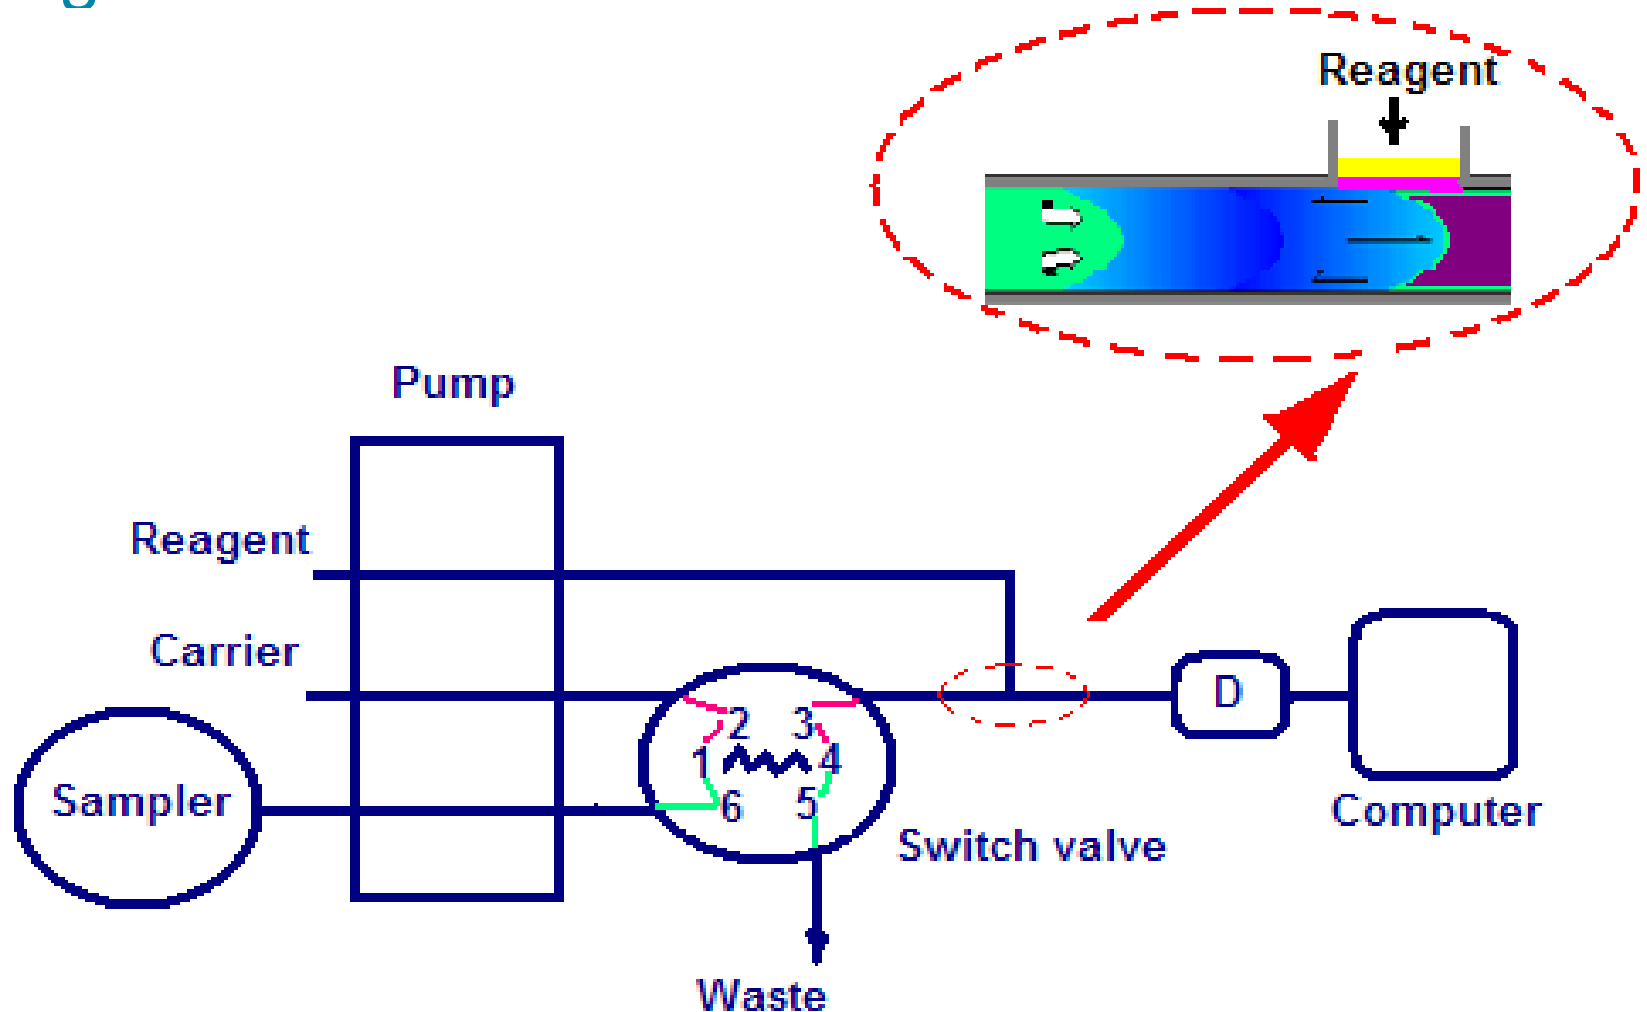 Reagent
Pump
Reagent
Carrier
Sampler
2 3
1 4
6 5
D
Computer
Switch valve
Waste